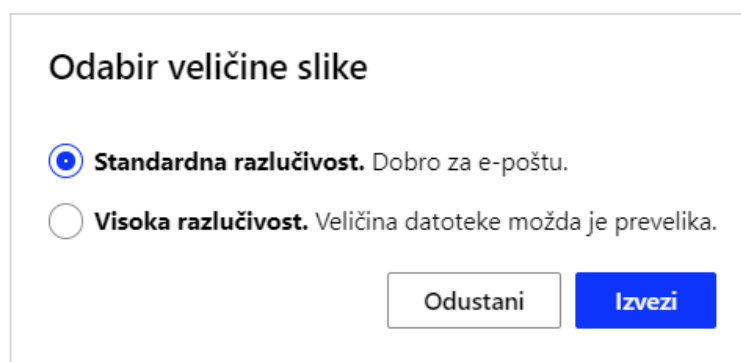 Odabir veličine slike
Standardna razlučivost. Dobro za e-poštu.
Visoka razlučivost. Veličina datoteke možda je prevelika.
Odustani
Izvezi